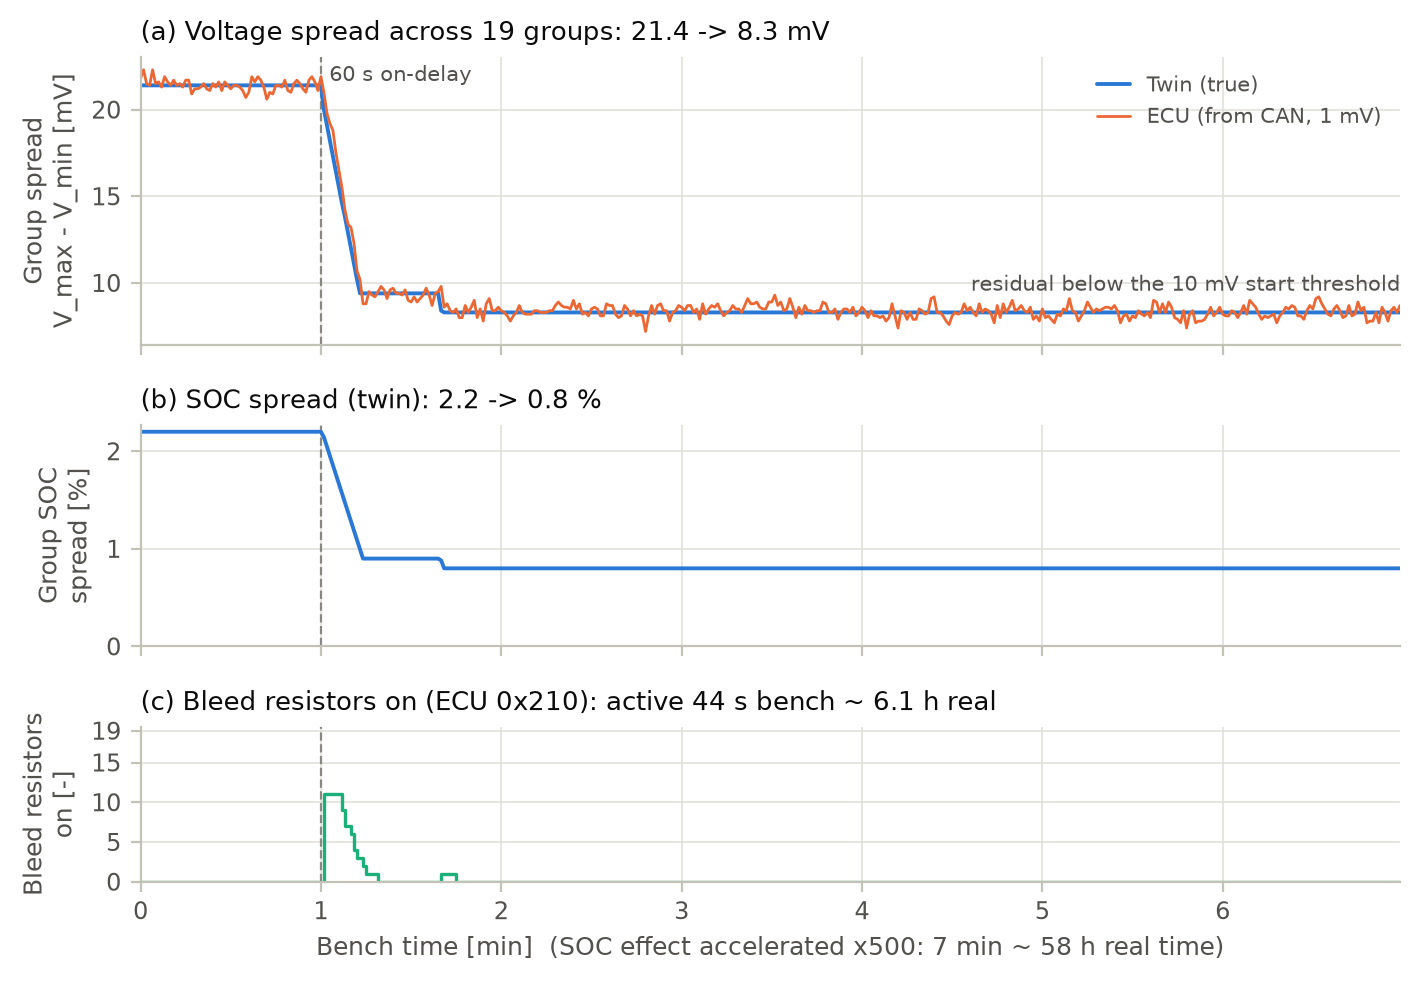 (a) Voltage spread across 19 groups: 21.4 -> 8.3 mV
Group spread
V_max - V_min [mV]
20
15
10
60 s on-delay
Twin (true)
ECU (from CAN, 1 mV)
residual below the 10 mV start threshold
(b) SOC spread (twin): 2.2 -> 0.8 %
Group SOC
spread [%]
2
1
0
(c) Bleed resistors on (ECU 0x210): active 44 s bench ~ 6.1 h real
Bleed resistors
on [-]
19
15
10
5
0
0 1 2 3 4 5 6
Bench time [min]  (SOC effect accelerated x500: 7 min ~ 58 h real time)